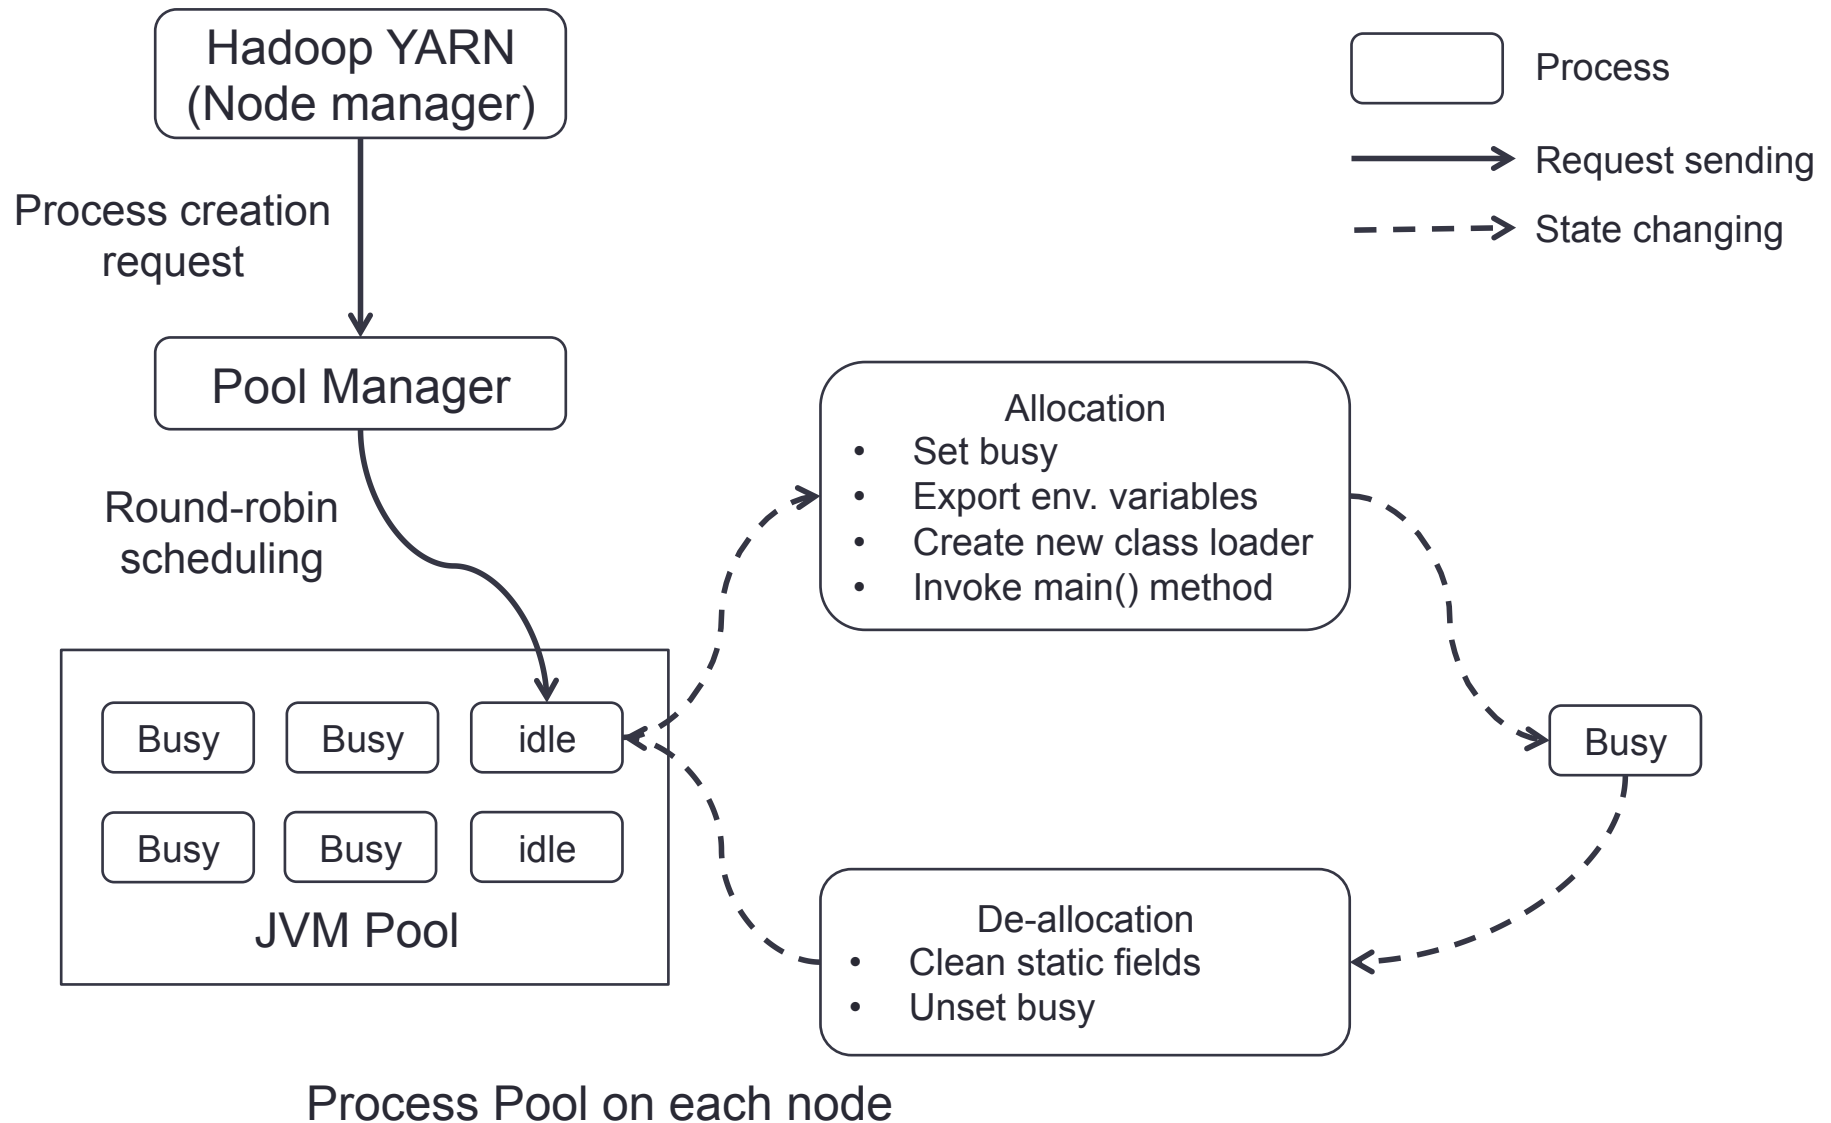 Hadoop YARN
(Node manager)
Process
Request sending
State changing
Process creation
request
Pool Manager
Allocation
• Set busy
• Export env. variables
• Create new class loader
• Invoke main() method
Round-robin
scheduling
Busy
Busy
idle
Busy
Busy
Busy
idle
JVM Pool
De-allocation
• Clean static fields
• Unset busy
Process Pool on each node